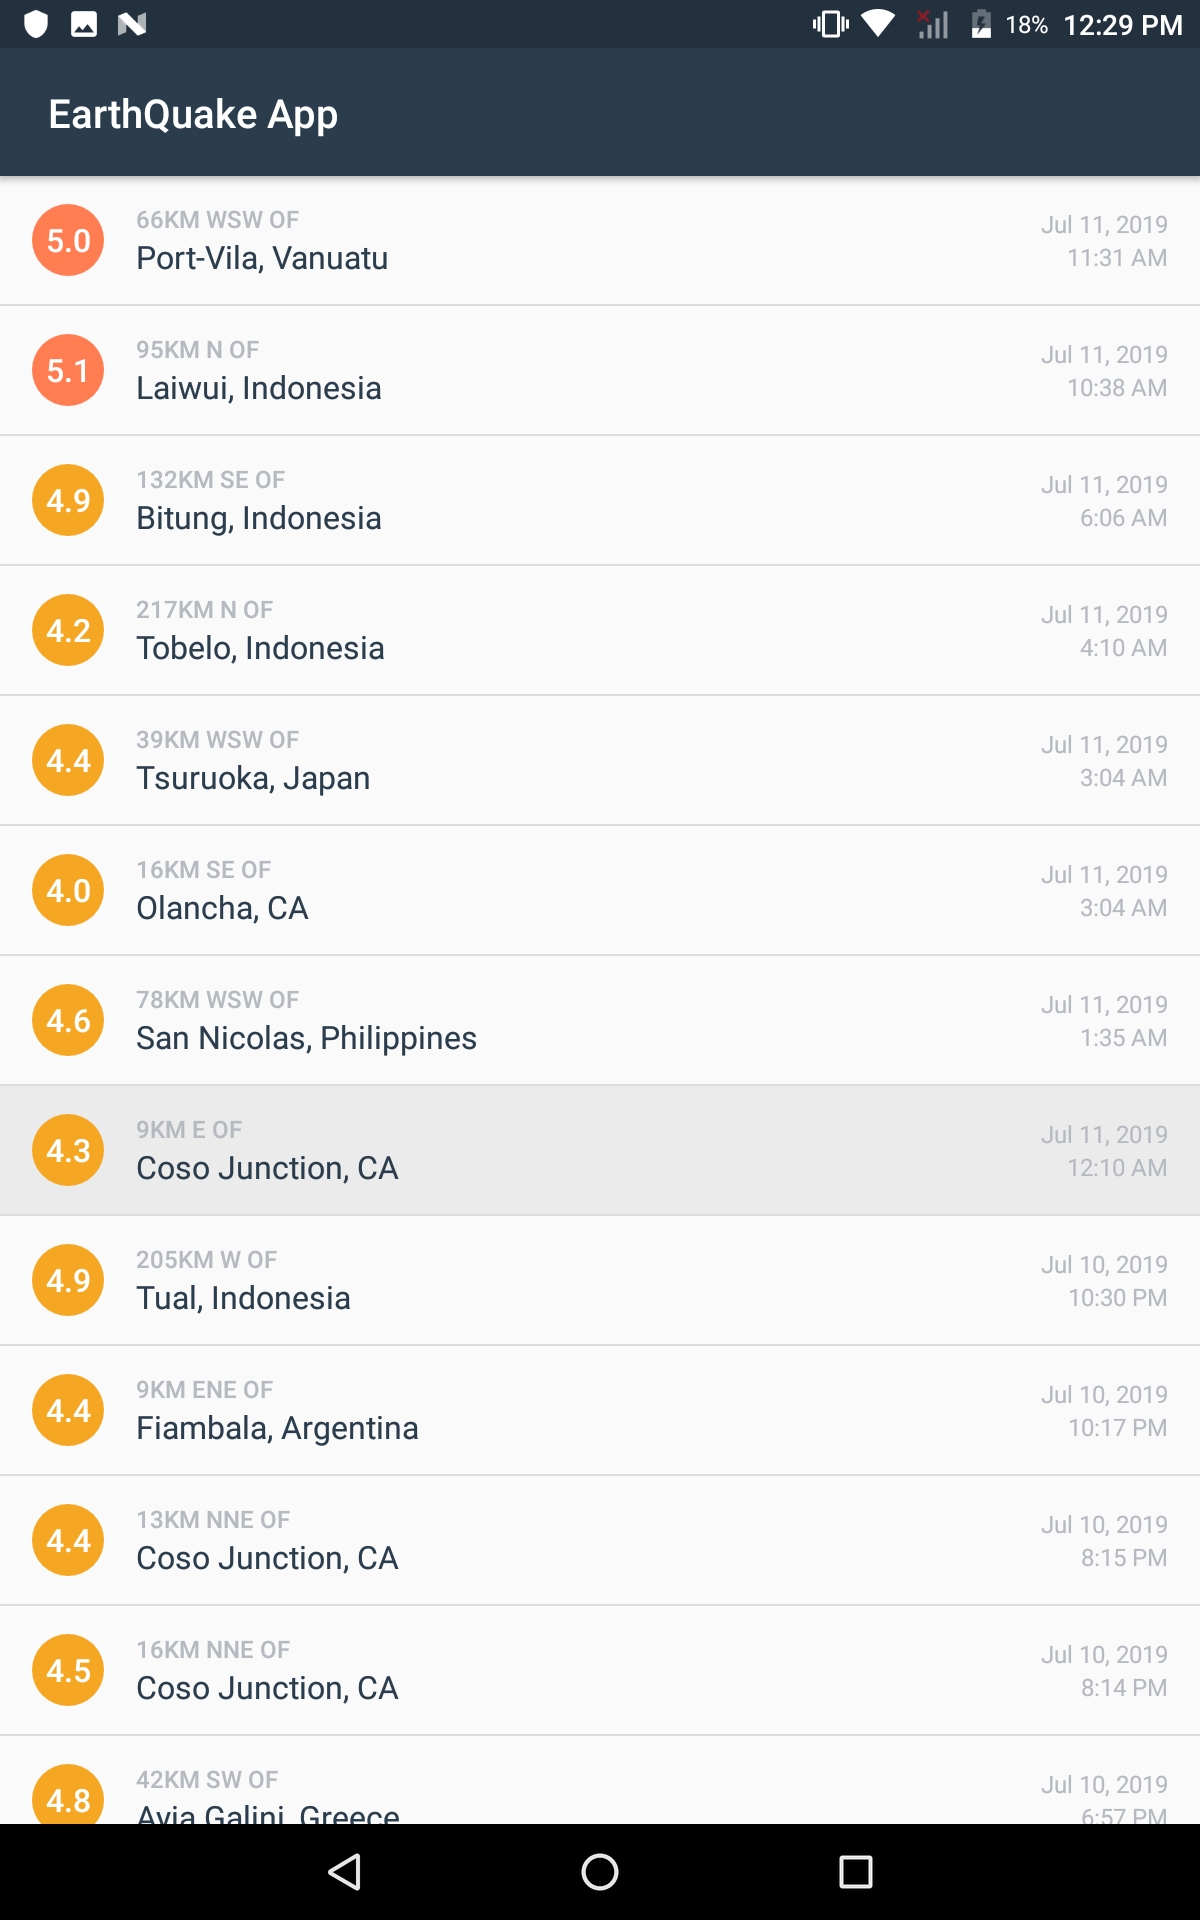 18% 12:29 PM
EarthQuake App
5.0
66KM WSW OF
Port-Vila, Vanuatu
Jul 11, 2019
11:31 AM
5.1
95KM N OF
Laiwui, Indonesia
Jul 11, 2019
10:38 AM
4.9
132KM SE OF
Bitung, Indonesia
Jul 11, 2019
6:06 AM
4.2
217KM N OF
Tobelo, Indonesia
Jul 11, 2019
4:10 AM
4.4
39KM WSW OF
Tsuruoka, Japan
Jul 11, 2019
3:04 AM
4.0
16KM SE OF
Olancha, CA
Jul 11, 2019
3:04 AM
4.6
78KM WSW OF
San Nicolas, Philippines
Jul 11, 2019
1:35 AM
4.3
9KM E OF
Coso Junction, CA
Jul 11, 2019
12:10 AM
4.9
205KM W OF
Tual, Indonesia
Jul 10, 2019
10:30 PM
4.4
9KM ENE OF
Fiambala, Argentina
Jul 10, 2019
10:17 PM
4.4
13KM NNE OF
Coso Junction, CA
Jul 10, 2019
8:15 PM
4.5
16KM NNE OF
Coso Junction, CA
Jul 10, 2019
8:14 PM
4.8
42KM SW OF
Ayia Galini, Greece
Jul 10, 2019
6:57 PM